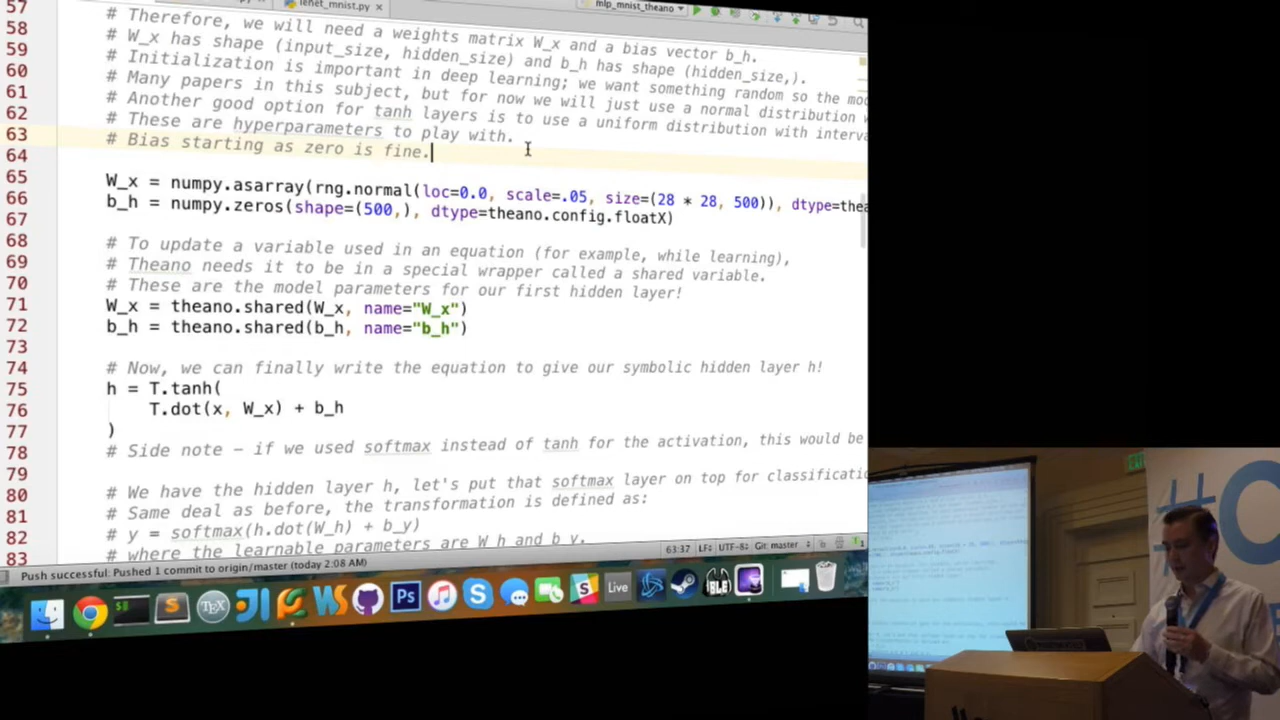 lenet_mnist.py ×
mlp_mnist_theano
57
58 # Therefore, we will need a weights matrix W_x and a bias vector b_h.
59 # W_x has shape (input_size, hidden_size) and b_h has shape (hidden_size,).
60 # Initialization is important in deep learning; we want something random so the mod
61 # Many papers in this subject, but for now we will just use a normal distribution w
62 # Another good option for tanh layers is to use a uniform distribution with interva
63 # These are hyperparameters to play with.
64 # Bias starting as zero is fine.
65 W_x = numpy.asarray(rng.normal(loc=0.0, scale=.05, size=(28 * 28, 500)), dtype=thea
66 b_h = numpy.zeros(shape=(500,), dtype=theano.config.floatX)
67
68 # To update a variable used in an equation (for example, while learning),
69 # Theano needs it to be in a special wrapper called a shared variable.
70 # These are the model parameters for our first hidden layer!
71 W_x = theano.shared(W_x, name="W_x")
72 b_h = theano.shared(b_h, name="b_h")
73
74 # Now, we can finally write the equation to give our symbolic hidden layer h!
75 h = T.tanh(
76 T.dot(x, W_x) + b_h
77 )
78 # Side note – if we used softmax instead of tanh for the activation, this would be
79
80 # We have the hidden layer h, let's put that softmax layer on top for classificatio
81 # Same deal as before, the transformation is defined as:
82 # y = softmax(h.dot(W_h) + b_y)
83 # where the learnable parameters are W_h and b_y.
Push successful: Pushed 1 commit to origin/master (today 2:08 AM)
63:37 LF÷ UTF-8÷ Git: master
TEX
Ps
Live
BLE
#O